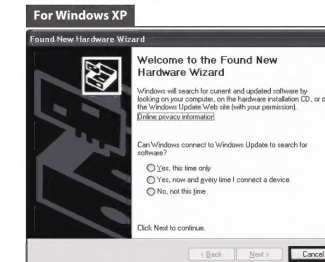 For Windows XP
Found New Hardware Wizard
Welcome to the Found New
Hardware Wizard
Windows will search for current and updated software by
looking on your computer, on the hardware installation CD, or o
the Windows Update Web site (with your permission).
Online privacy information
Can Windows connect to Windows Update to search for
software?
Yes, this time only
Yes, now and every time I connect a device
No, not this time
Click Next to continue.
< Back
Next >
Cancel